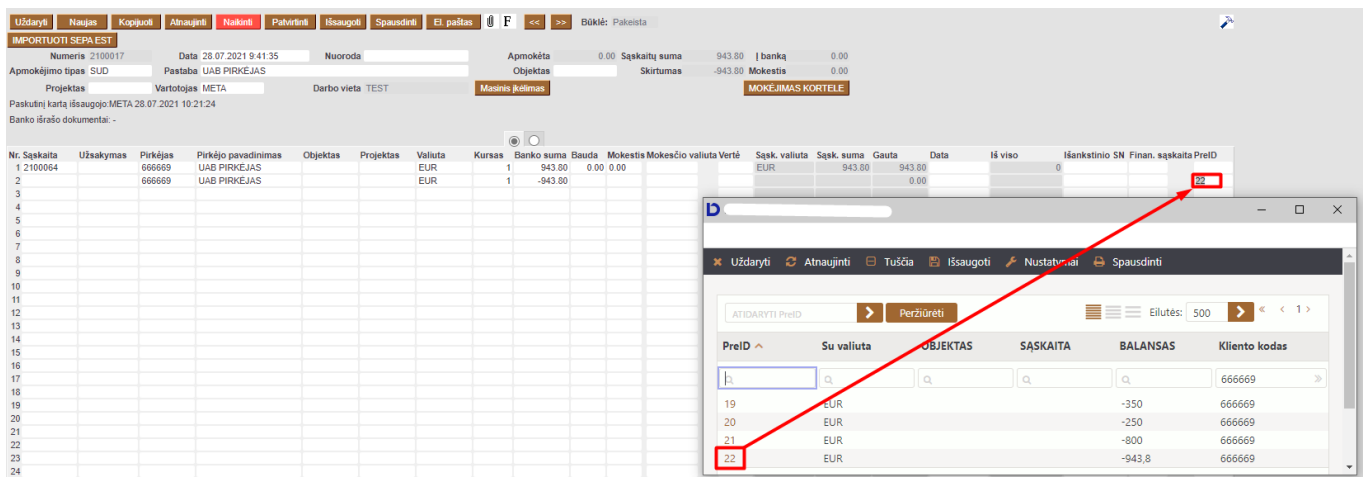 Uždaryti Naujas Kopijuoti Atnaujinti Naikinti Patvirtinti Išsaugoti Spausdinti El. paštas F << >> Būklė: Pakeista
IMPORTUOTI SEPA EST
Numeris 2100017 Data 28.07.2021 9:41:35 Nuoroda Apmokėta 0.00 Sąskaitų suma 943.80 Į banką 0.00
Apmokėjimo tipas SUD Pastaba UAB PIRKĖJAS Objektas Skirtumas -943.80 Mokestis 0.00
Projektas Vartotojas META Darbo vieta TEST Masinis įkėlimas MOKĖJIMAS KORTELE
Paskutinį kartą išsaugojo:META 28.07.2021 10:21:24
Banko išrašo dokumentai: -
Nr. Sąskaita Užsakymas Pirkėjas Pirkėjo pavadinimas Objektas Projektas Valiuta Kursas Banko suma Bauda Mokestis Mokesčio valiuta Vertė Sąsk. valiuta Sąsk. suma Gauta Data Iš viso Išankstinio SN Finan. sąskaita PreID
1 2100064 666669 UAB PIRKĖJAS EUR 1 943.80 0.00 0.00 EUR 943.80 943.80 0
2 666669 UAB PIRKĖJAS EUR 1 -943.80 0.00 22
3
4
5
6
7
8
9
10
11
12
13
14
15
16
17
18
19
20
21
22
23
24
Uždaryti Atnaujinti Tuščia Išsaugoti Nustatymai Spausdinti
ATIDARYTI PreID Peržiūrėti Eilutės: 500 « < 1 >
PreID Su valiuta OBJEKTAS SĄSKAITA BALANSAS Kliento kodas
666669
19 EUR -350 666669
20 EUR -250 666669
21 EUR -800 666669
22 EUR -943,8 666669